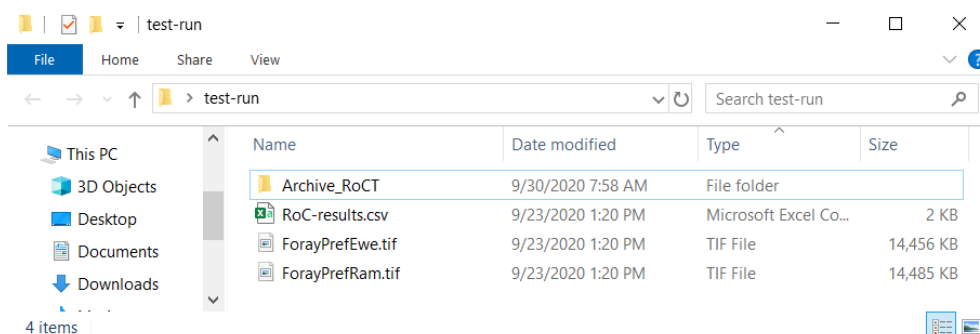 test-run
File Home Share View
test-run Search test-run
This PC
3D Objects
Desktop
Documents
Downloads
Name Date modified Type Size
Archive_RoCT 9/30/2020 7:58 AM File folder
RoC-results.csv 9/23/2020 1:20 PM Microsoft Excel Co... 2 KB
ForayPrefEwe.tif 9/23/2020 1:20 PM TIF File 14,456 KB
ForayPrefRam.tif 9/23/2020 1:20 PM TIF File 14,485 KB
4 items